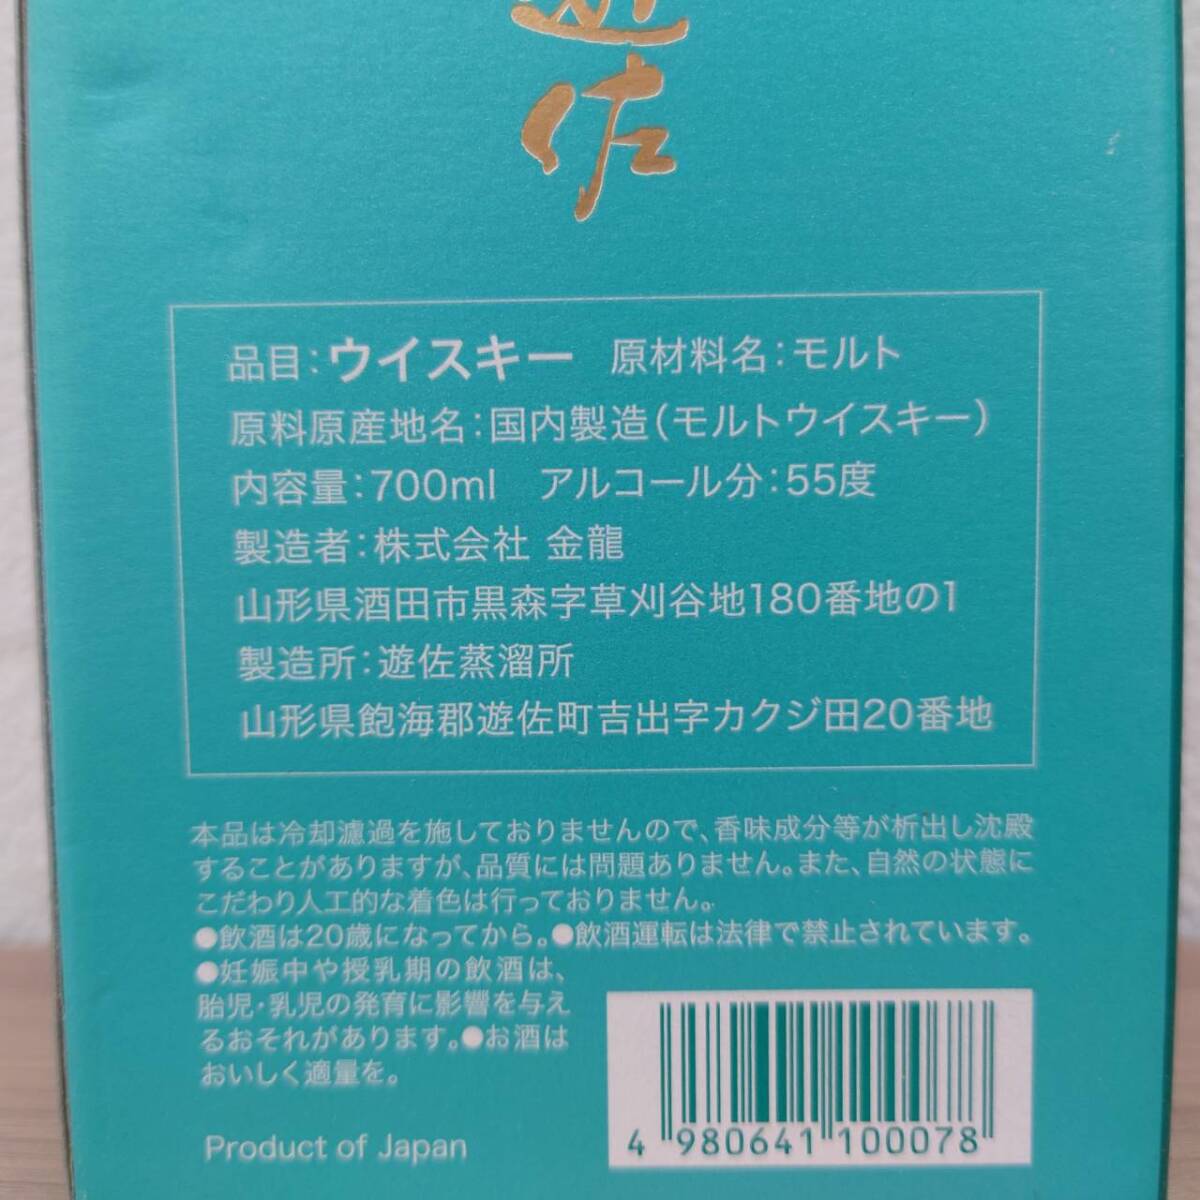 遊佐
品目：ウイスキー　原材料名：モルト
原料原産地名：国内製造（モルトウイスキー）
内容量：700ml　アルコール分：55度
製造者：株式会社 金龍
山形県酒田市黒森字草刈谷地180番地の1
製造所：遊佐蒸溜所
山形県飽海郡遊佐町吉出字カクジ田20番地
本品は冷却濾過を施しておりませんので、香味成分等が析出し沈殿
することがありますが、品質には問題ありません。また、自然の状態に
こだわり人工的な着色は行っておりません。
●飲酒は20歳になってから。●飲酒運転は法律で禁止されています。
●妊娠中や授乳期の飲酒は、
胎児・乳児の発育に影響を与え
るおそれがあります。●お酒は
おいしく適量を。
Product of Japan
4 980641 100078